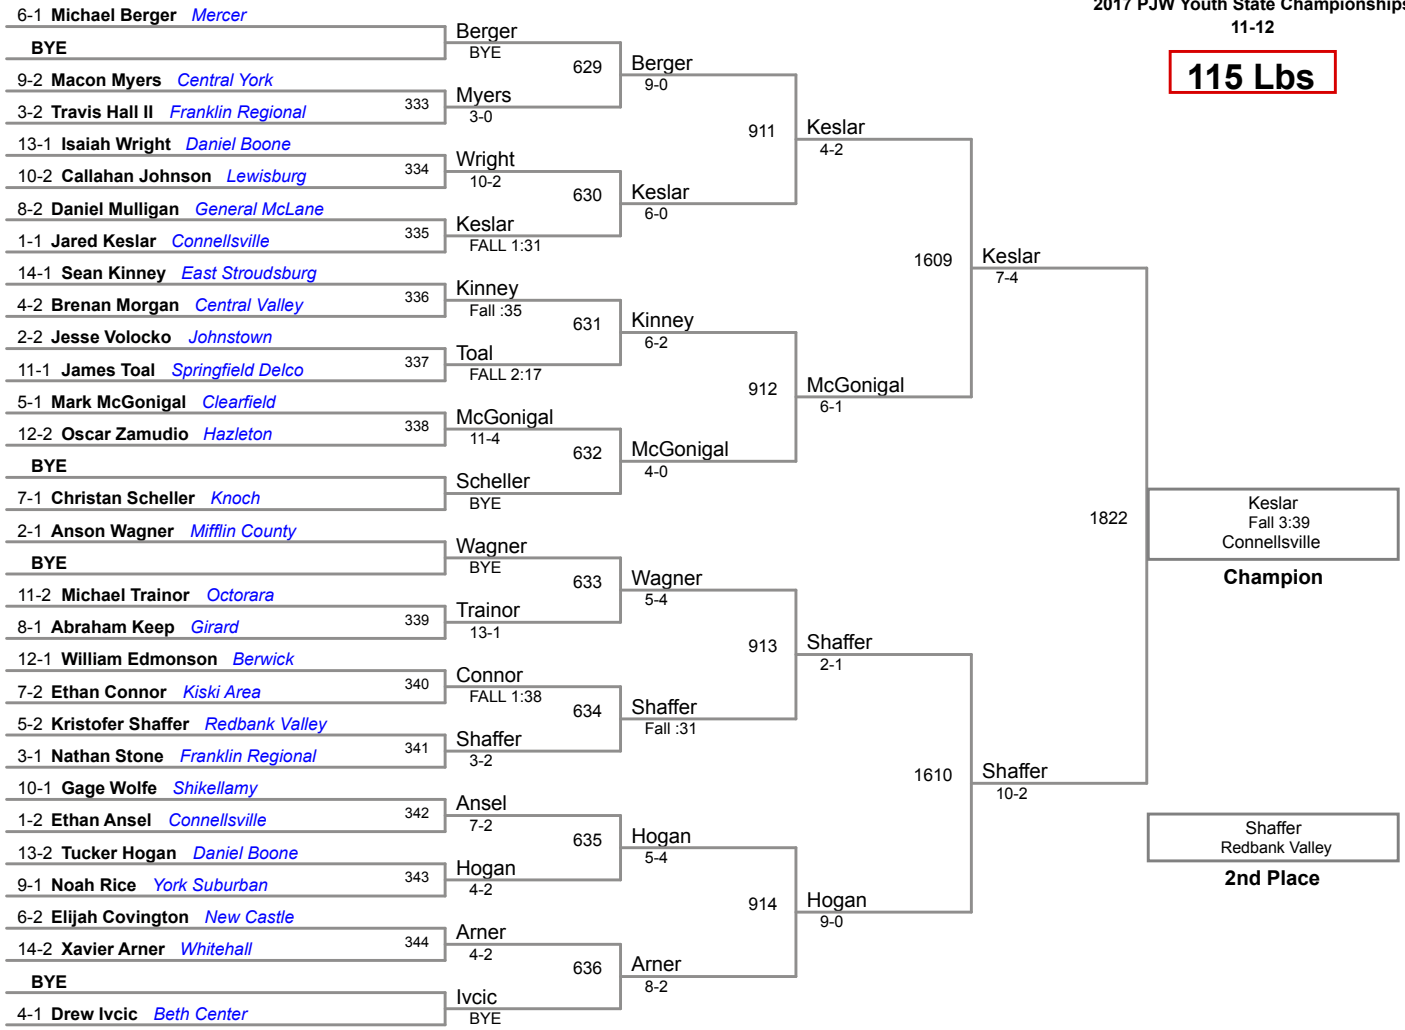 2017 PJW Youth State Championships
11-12
115 Lbs
6-1 Michael Berger Mercer
BYE
9-2 Macon Myers Central York
3-2 Travis Hall II Franklin Regional
13-1 Isaiah Wright Daniel Boone
10-2 Callahan Johnson Lewisburg
8-2 Daniel Mulligan General McLane
1-1 Jared Keslar Connellsville
14-1 Sean Kinney East Stroudsburg
4-2 Brenan Morgan Central Valley
2-2 Jesse Volocko Johnstown
11-1 James Toal Springfield Delco
5-1 Mark McGonigal Clearfield
12-2 Oscar Zamudio Hazleton
BYE
7-1 Christan Scheller Knoch
2-1 Anson Wagner Mifflin County
BYE
11-2 Michael Trainor Octorara
8-1 Abraham Keep Girard
12-1 William Edmonson Berwick
7-2 Ethan Connor Kiski Area
5-2 Kristofer Shaffer Redbank Valley
3-1 Nathan Stone Franklin Regional
10-1 Gage Wolfe Shikellamy
1-2 Ethan Ansel Connellsville
13-2 Tucker Hogan Daniel Boone
9-1 Noah Rice York Suburban
6-2 Elijah Covington New Castle
14-2 Xavier Arner Whitehall
BYE
4-1 Drew Ivcic Beth Center
333
334
335
336
337
338
339
340
341
342
343
344
Berger
BYE
Myers
3-0
Wright
10-2
Keslar
FALL 1:31
Kinney
Fall :35
Toal
FALL 2:17
McGonigal
11-4
Scheller
BYE
Wagner
BYE
Trainor
13-1
Connor
FALL 1:38
Shaffer
3-2
Ansel
7-2
Hogan
4-2
Arner
4-2
Ivcic
BYE
629
630
631
632
633
634
635
636
Berger
9-0
Keslar
6-0
Kinney
6-2
McGonigal
4-0
Wagner
5-4
Shaffer
Fall :31
Hogan
5-4
Arner
8-2
911
912
913
914
Keslar
4-2
McGonigal
6-1
Shaffer
2-1
Hogan
9-0
1609
1610
Keslar
7-4
Shaffer
10-2
1822
Keslar
Fall 3:39
Connellsville
Champion
Shaffer
Redbank Valley
2nd Place